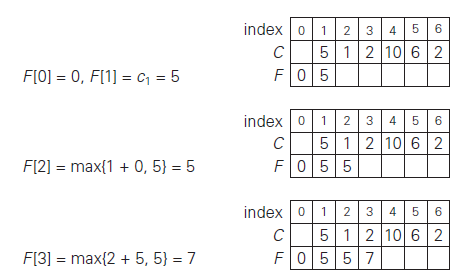 index 0 1 2 3 4 5 6
C 5 1 2 10 6 2
F[0] = 0, F[1] = c₁ = 5 F 0 5
index 0 1 2 3 4 5 6
C 5 1 2 10 6 2
F[2] = max{1 + 0, 5} = 5 F 0 5 5
index 0 1 2 3 4 5 6
C 5 1 2 10 6 2
F[3] = max{2 + 5, 5} = 7 F 0 5 5 7